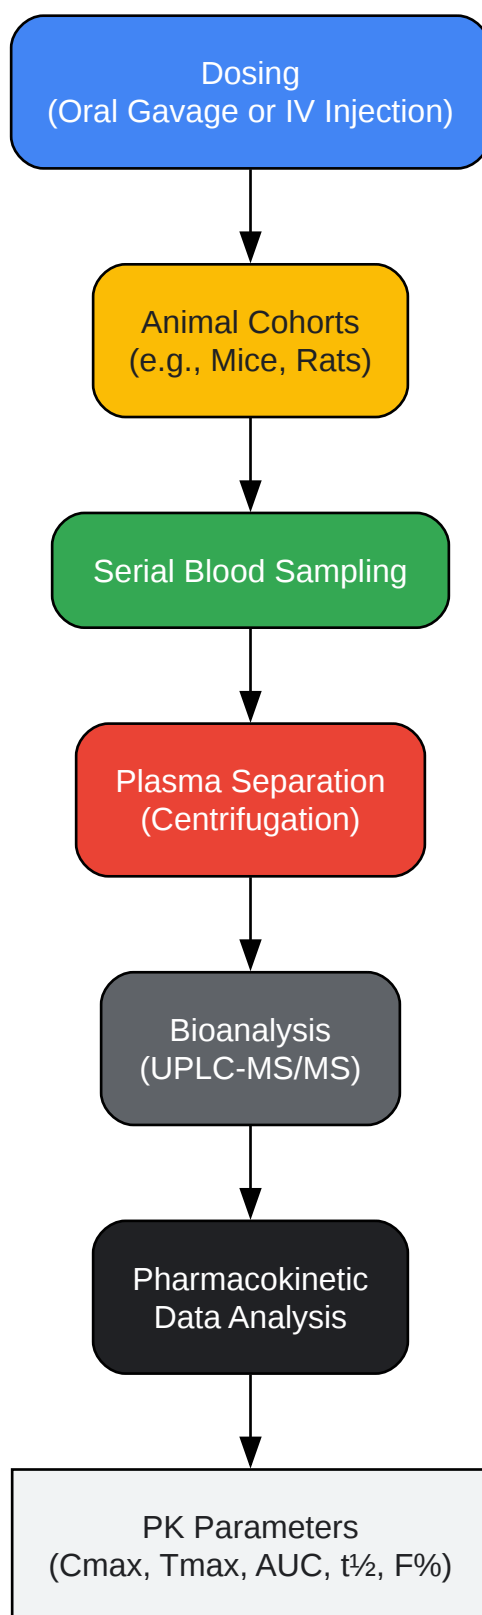 Dosing
(Oral Gavage or IV Injection)
Animal Cohorts
(e.g., Mice, Rats)
Serial Blood Sampling
Plasma Separation
(Centrifugation)
Bioanalysis
(UPLC-MS/MS)
Pharmacokinetic
Data Analysis
PK Parameters
(Cmax, Tmax, AUC, t½, F%)